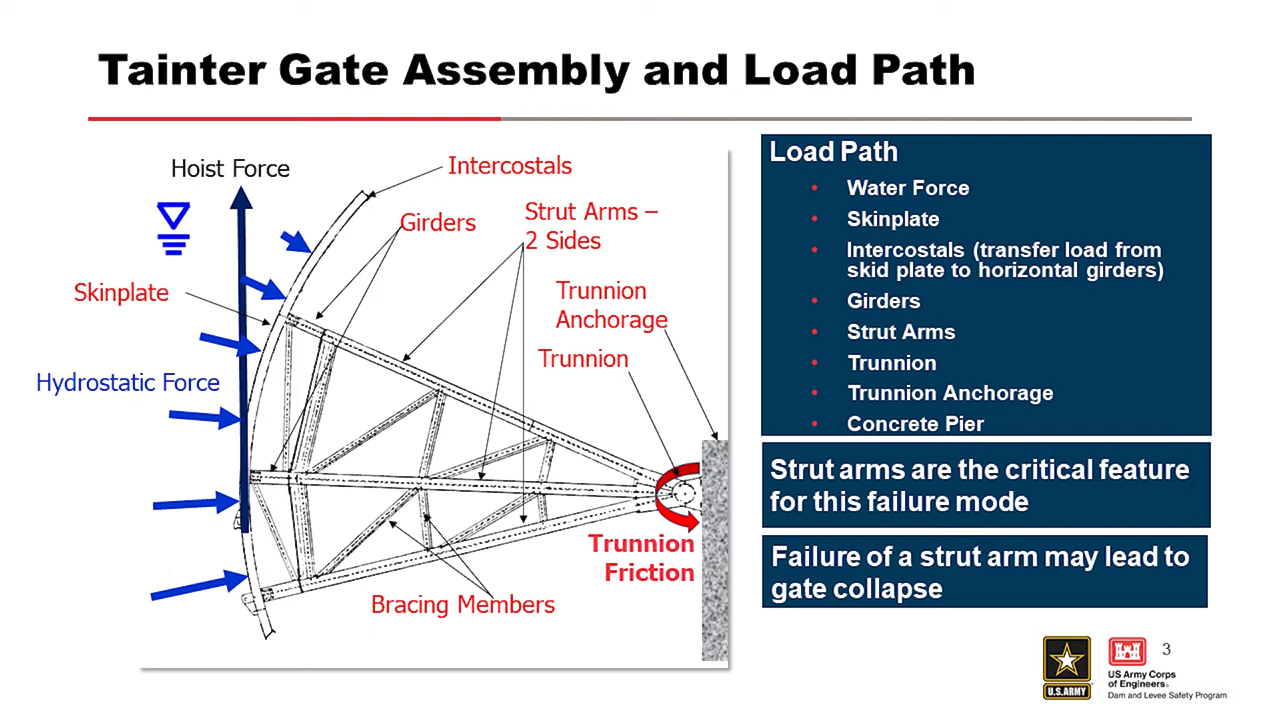 Tainter Gate Assembly and Load Path
Hoist Force
Intercostals
Girders
Strut Arms –
2 Sides
Skinplate
Trunnion
Anchorage
Trunnion
Hydrostatic Force
Trunnion
Friction
Bracing Members
Load Path
• Water Force
• Skinplate
• Intercostals (transfer load from
skid plate to horizontal girders)
• Girders
• Strut Arms
• Trunnion
• Trunnion Anchorage
• Concrete Pier
Strut arms are the critical feature
for this failure mode
Failure of a strut arm may lead to
gate collapse
U.S.ARMY
US Army Corps
of Engineers®
Dam and Levee Safety Program
3